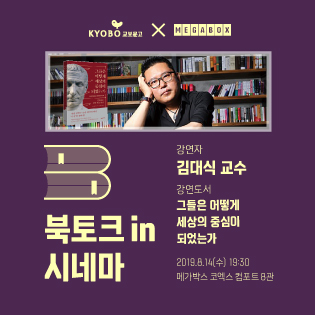 KYOBO 교보문고
MEGABOX
강연자
김대식 교수
강연도서
그들은 어떻게
세상의 중심이
되었는가
북토크 in
시네마
2019.8.14(수) 19:30
메가박스 코엑스 컴포트 B관